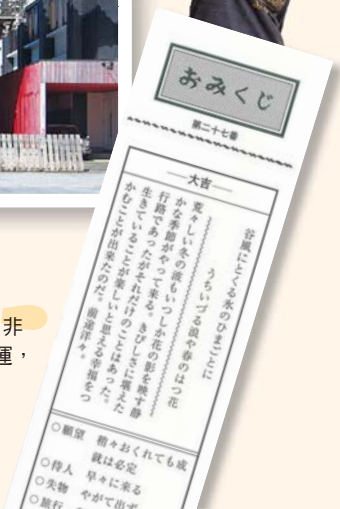 おみくじ
第二十七番
大吉
谷風にとくる氷のひまごとに
うちいづる浪や春のはつ花
荒々しい冬の波もいつしか花の影を映す静
かな季節がやって来る。きびしさに堪えた
行路であったがそれだけのことはあった。
生きていることが楽しいと思える幸福をつ
かむことが出来たのだ。前途洋々。
○願望 稍々おくれても成
就は必定
○待人 早々に来る
○失物 やがて出ず
○旅行
非
運，